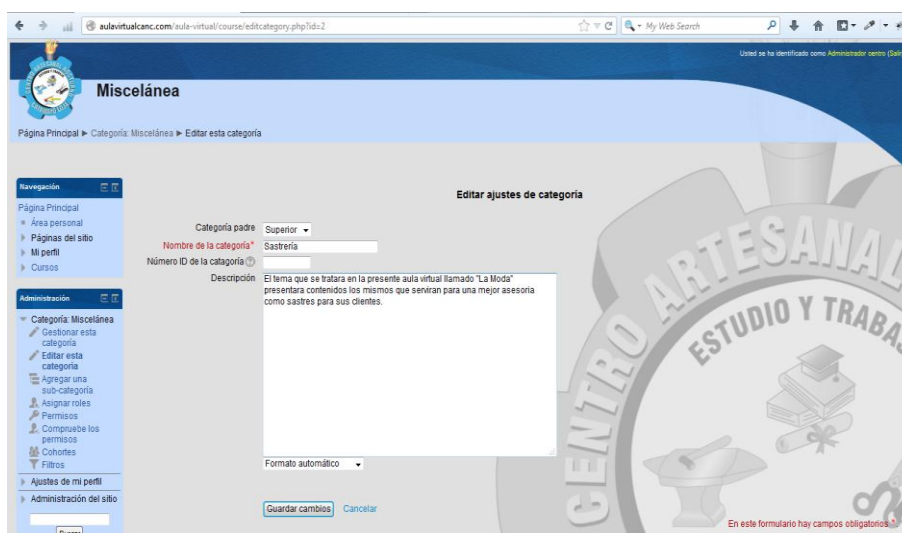 aulavirtualcanc.com/aula-virtual/course/editcategory.php?id=2
My Web Search
Usted se ha identificado como Administrador centro (Salir
Miscelánea
Página Principal ► Categoría: Miscelánea ► Editar esta categoría
Navegación
Página Principal
Área personal
Páginas del sitio
Mi perfil
Cursos
Administración
Categoría: Miscelánea
Gestionar esta
categoría
Editar esta
categoría
Agregar una
sub-categoría
Asignar roles
Permisos
Compruebe los
permisos
Cohortes
Filtros
Ajustes de mi perfil
Administración del sitio
Buscar
Editar ajustes de categoría
Categoría padre Superior
Nombre de la categoría* Sastrería
Número ID de la catagoría
Descripción El tema que se tratara en la presente aula virtual llamado "La Moda"
presentara contenidos los mismos que serviran para una mejor asesoria
como sastres para sus clientes.
Formato automático
Guardar cambios Cancelar
En este formulario hay campos obligatorios *
CENTRO ARTESANAL
ESTUDIO Y TRABAJ